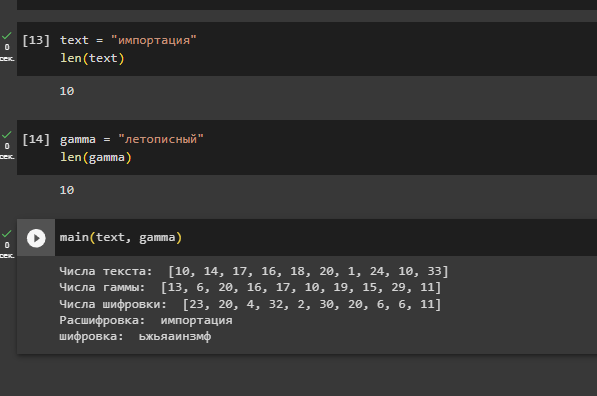 0
сек.
[13] text = "импортация"
len(text)
10
0
сек.
[14] gamma = "летописный"
len(gamma)
10
0
сек.
main(text, gamma)
Числа текста:  [10, 14, 17, 16, 18, 20, 1, 24, 10, 33]
Числа гаммы:  [13, 6, 20, 16, 17, 10, 19, 15, 29, 11]
Числа шифровки:  [23, 20, 4, 32, 2, 30, 20, 6, 6, 11]
Расшифровка:  импортация
шифровка:  ьжьяаинзмф